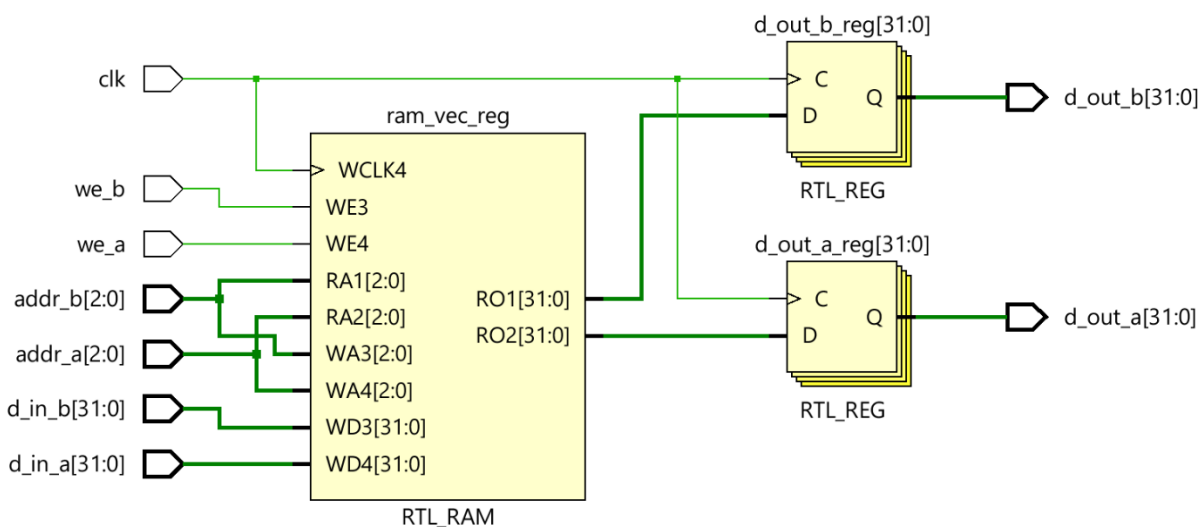 d_out_b_reg[31:0]
clk
C
Q
D
d_out_b[31:0]
RTL_REG
ram_vec_reg
WCLK4
we_b
WE3
we_a
WE4
addr_b[2:0]
RA1[2:0]
RA2[2:0]
addr_a[2:0]
WA3[2:0]
WA4[2:0]
d_in_b[31:0]
WD3[31:0]
d_in_a[31:0]
WD4[31:0]
RO1[31:0]
RO2[31:0]
RTL_RAM
d_out_a_reg[31:0]
C
Q
D
d_out_a[31:0]
RTL_REG